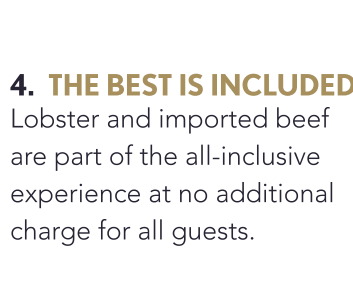 4. THE BEST IS INCLUDED
Lobster and imported beef
are part of the all-inclusive
experience at no additional
charge for all guests.